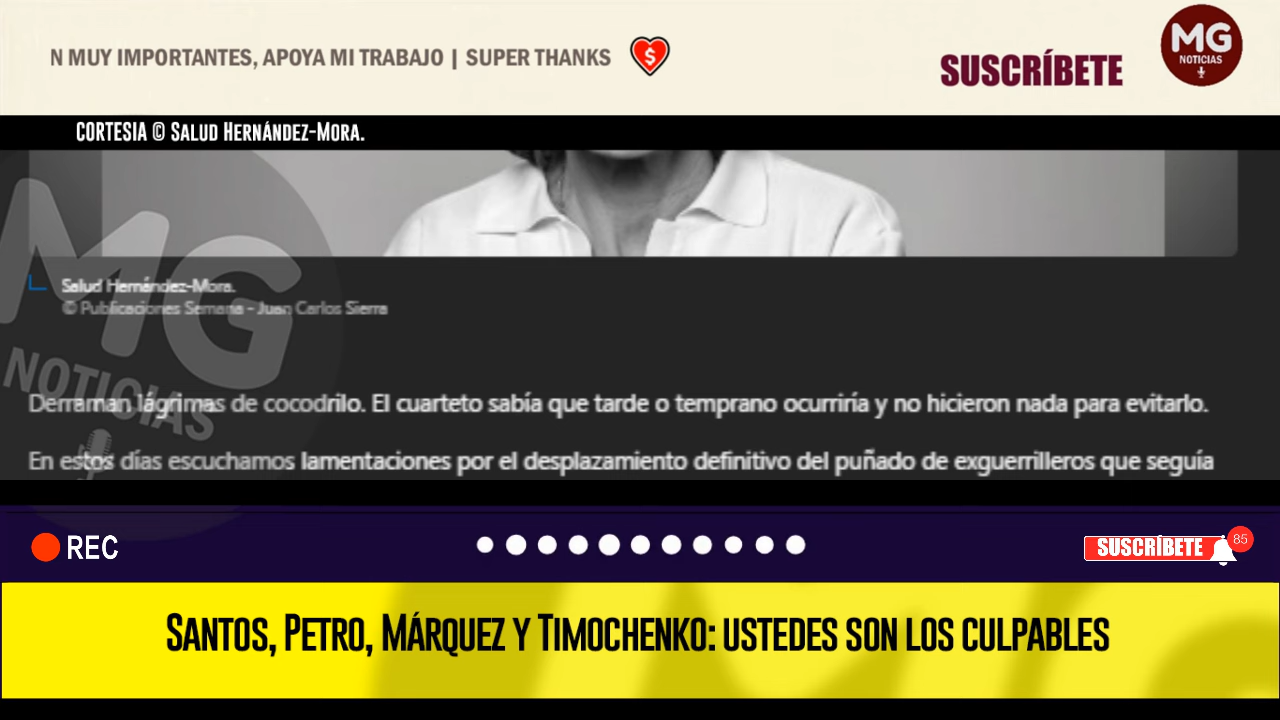 N MUY IMPORTANTES, APOYA MI TRABAJO | SUPER THANKS
$
SUSCRÍBETE
MG
NOTICIAS
CORTESIA © SALUD HERNÁNDEZ-MORA.
MG
NOTICIAS
Salud Hernández-Mora.
© Publicaciones Semana - Juan Carlos Sierra
Derraman lágrimas de cocodrilo. El cuarteto sabía que tarde o temprano ocurriría y no hicieron nada para evitarlo.
En estos días escuchamos lamentaciones por el desplazamiento definitivo del puñado de exguerrilleros que seguía
REC
SUSCRÍBETE
85
SANTOS, PETRO, MÁRQUEZ Y TIMOCHENKO: USTEDES SON LOS CULPABLES